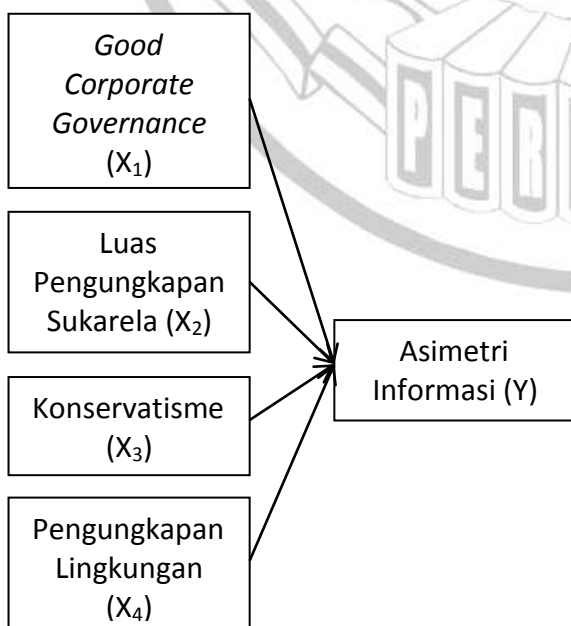 Good
Corporate
Governance
(X₁)
Luas
Pengungkapan
Sukarela (X₂)
Asimetri
Informasi (Y)
Konservatisme
(X₃)
Pengungkapan
Lingkungan
(X₄)
P E R